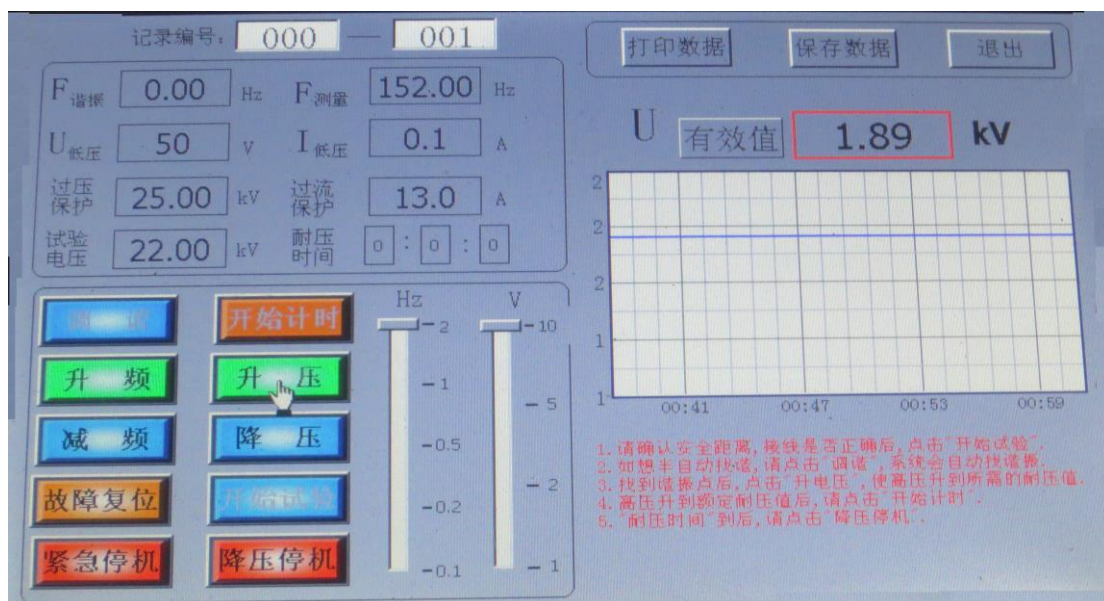 记录编号: 000 — 001
打印数据 保存数据 退出
F谐振 0.00 Hz F测量 152.00 Hz
U低压 50 V I低压 0.1 A
过压保护 25.00 kV 过流保护 13.0 A
试验电压 22.00 kV 耐压时间 0 : 0 : 0
U 有效值 1.89 kV
2
2
2
1
1
00:41 00:47 00:53 00:59
调谐 开始计时
升频 升压
减频 降压
故障复位 开始试验
紧急停机 降压停机
Hz V
2 10
1
5
0.5
2
0.2
0.1 1
1. 请确认安全距离, 接线是否正确后, 点击"开始试验".
2. 如想半自动找谐, 请点击"调谐", 系统会自动找谐振.
3. 找到谐振点后, 点击"升电压", 使高压升到所需的耐压值.
4. 高压升到额定耐压值后, 请点击"开始计时".
5. "耐压时间"到后, 请点击"降压停机".